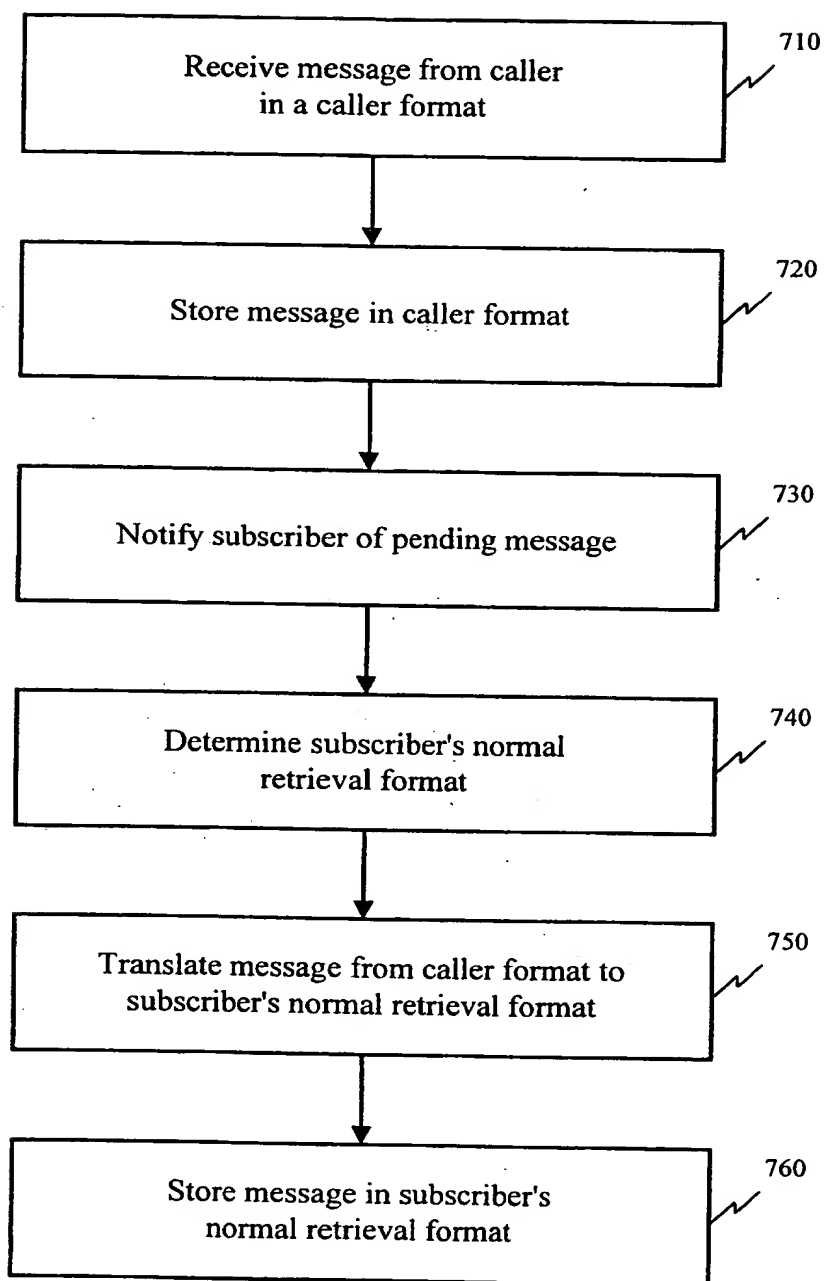 710
Receive message from caller
in a caller format
720
Store message in caller format
730
Notify subscriber of pending message
740
Determine subscriber's normal
retrieval format
750
Translate message from caller format to
subscriber's normal retrieval format
760
Store message in subscriber's
normal retrieval format